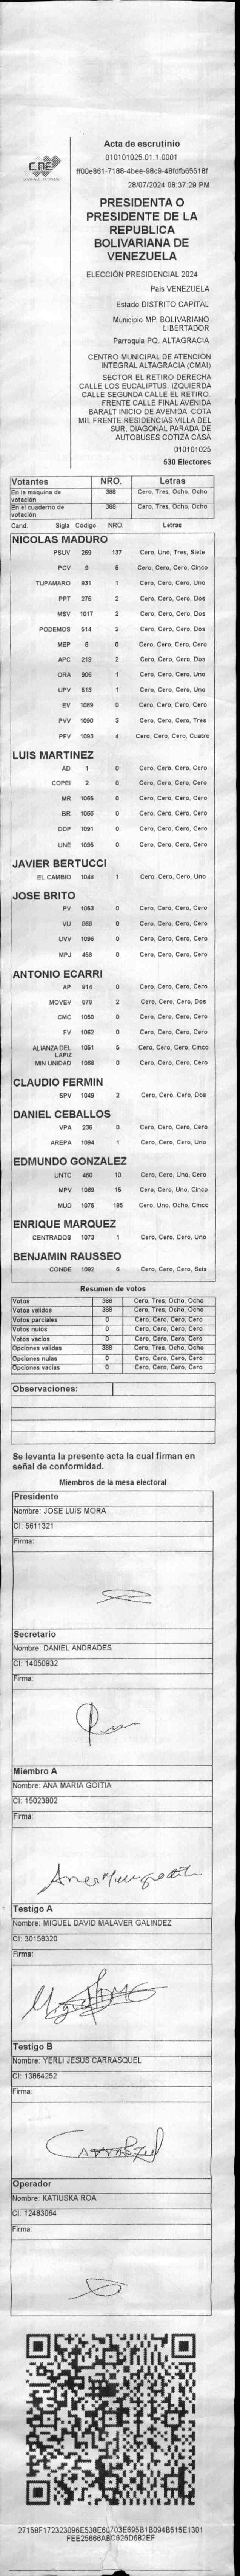 CNE
Acta de escrutinio
010101025.01.1.0001
ff00e861-7188-4bee-98c9-48fdfb65518f
28/07/2024 08:37:29 PM
PRESIDENTA O
PRESIDENTE DE LA
REPUBLICA
BOLIVARIANA DE
VENEZUELA
ELECCIÓN PRESIDENCIAL 2024
País VENEZUELA
Estado DISTRITO CAPITAL
Municipio MP. BOLIVARIANO
LIBERTADOR
Parroquia PQ. ALTAGRACIA
CENTRO MUNICIPAL DE ATENCIÓN
INTEGRAL ALTAGRACIA (CMAI)
SECTOR EL RETIRO DERECHA
CALLE LOS EUCALIPTUS. IZQUIERDA
CALLE SEGUNDA CALLE EL RETIRO.
FRENTE CALLE FINAL AVENIDA
BARALT INICIO DE AVENIDA COTA
MIL FRENTE RESIDENCIAS VILLA DEL
SUR. DIAGONAL PARADA DE
AUTOBUSES COTIZA CASA
010101025
530 Electores
Votantes NRO. Letras
En la máquina de votación 388 Cero, Tres, Ocho, Ocho
En el cuaderno de votación 388 Cero, Tres, Ocho, Ocho
Cand. Sigla Código NRO. Letras
NICOLAS MADURO
PSUV 269 137 Cero, Uno, Tres, Siete
PCV 9 5 Cero, Cero, Cero, Cinco
TUPAMARO 931 1 Cero, Cero, Cero, Uno
PPT 276 2 Cero, Cero, Cero, Dos
MSV 1017 2 Cero, Cero, Cero, Dos
PODEMOS 514 2 Cero, Cero, Cero, Dos
MEP 6 0 Cero, Cero, Cero, Cero
APC 219 2 Cero, Cero, Cero, Dos
ORA 906 1 Cero, Cero, Cero, Uno
UPV 513 1 Cero, Cero, Cero, Uno
EV 1089 0 Cero, Cero, Cero, Cero
PVV 1090 3 Cero, Cero, Cero, Tres
PFV 1093 4 Cero, Cero, Cero, Cuatro
LUIS MARTINEZ
AD 1 0 Cero, Cero, Cero, Cero
COPEI 2 0 Cero, Cero, Cero, Cero
MR 1065 0 Cero, Cero, Cero, Cero
BR 1066 0 Cero, Cero, Cero, Cero
DDP 1091 0 Cero, Cero, Cero, Cero
UNE 1095 0 Cero, Cero, Cero, Cero
JAVIER BERTUCCI
EL CAMBIO 1048 1 Cero, Cero, Cero, Uno
JOSE BRITO
PV 1053 0 Cero, Cero, Cero, Cero
VU 868 0 Cero, Cero, Cero, Cero
UVV 1096 0 Cero, Cero, Cero, Cero
MPJ 458 0 Cero, Cero, Cero, Cero
ANTONIO ECARRI
AP 914 0 Cero, Cero, Cero, Cero
MOVEV 978 2 Cero, Cero, Cero, Dos
CMC 1050 0 Cero, Cero, Cero, Cero
FV 1062 0 Cero, Cero, Cero, Cero
ALIANZA DEL LAPIZ 1051 5 Cero, Cero, Cero, Cinco
MIN UNIDAD 1068 0 Cero, Cero, Cero, Cero
CLAUDIO FERMIN
SPV 1049 2 Cero, Cero, Cero, Dos
DANIEL CEBALLOS
VPA 236 0 Cero, Cero, Cero, Cero
AREPA 1094 1 Cero, Cero, Cero, Uno
EDMUNDO GONZALEZ
UNTC 460 10 Cero, Cero, Uno, Cero
MPV 1069 15 Cero, Cero, Uno, Cinco
MUD 1075 185 Cero, Uno, Ocho, Cinco
ENRIQUE MARQUEZ
CENTRADOS 1073 1 Cero, Cero, Cero, Uno
BENJAMIN RAUSSEO
CONDE 1092 6 Cero, Cero, Cero, Seis
Resumen de votos
Votos 388 Cero, Tres, Ocho, Ocho
Votos válidos 388 Cero, Tres, Ocho, Ocho
Votos parciales 0 Cero, Cero, Cero, Cero
Votos nulos 0 Cero, Cero, Cero, Cero
Votos vacíos 0 Cero, Cero, Cero, Cero
Opciones válidas 388 Cero, Tres, Ocho, Ocho
Opciones nulas 0 Cero, Cero, Cero, Cero
Opciones vacías 0 Cero, Cero, Cero, Cero
Observaciones:
Se levanta la presente acta la cual firman en
señal de conformidad.
Miembros de la mesa electoral
Presidente
Nombre: JOSE LUIS MORA
CI: 5611321
Firma:
Secretario
Nombre: DANIEL ANDRADES
CI: 14050932
Firma:
Miembro A
Nombre: ANA MARIA GOITIA
CI: 15023802
Firma:
Testigo A
Nombre: MIGUEL DAVID MALAVER GALINDEZ
CI: 30158320
Firma:
Testigo B
Nombre: YERLI JESUS CARRASQUEL
CI: 13864252
Firma:
Operador
Nombre: KATIUSKA ROA
CI: 12483064
Firma: